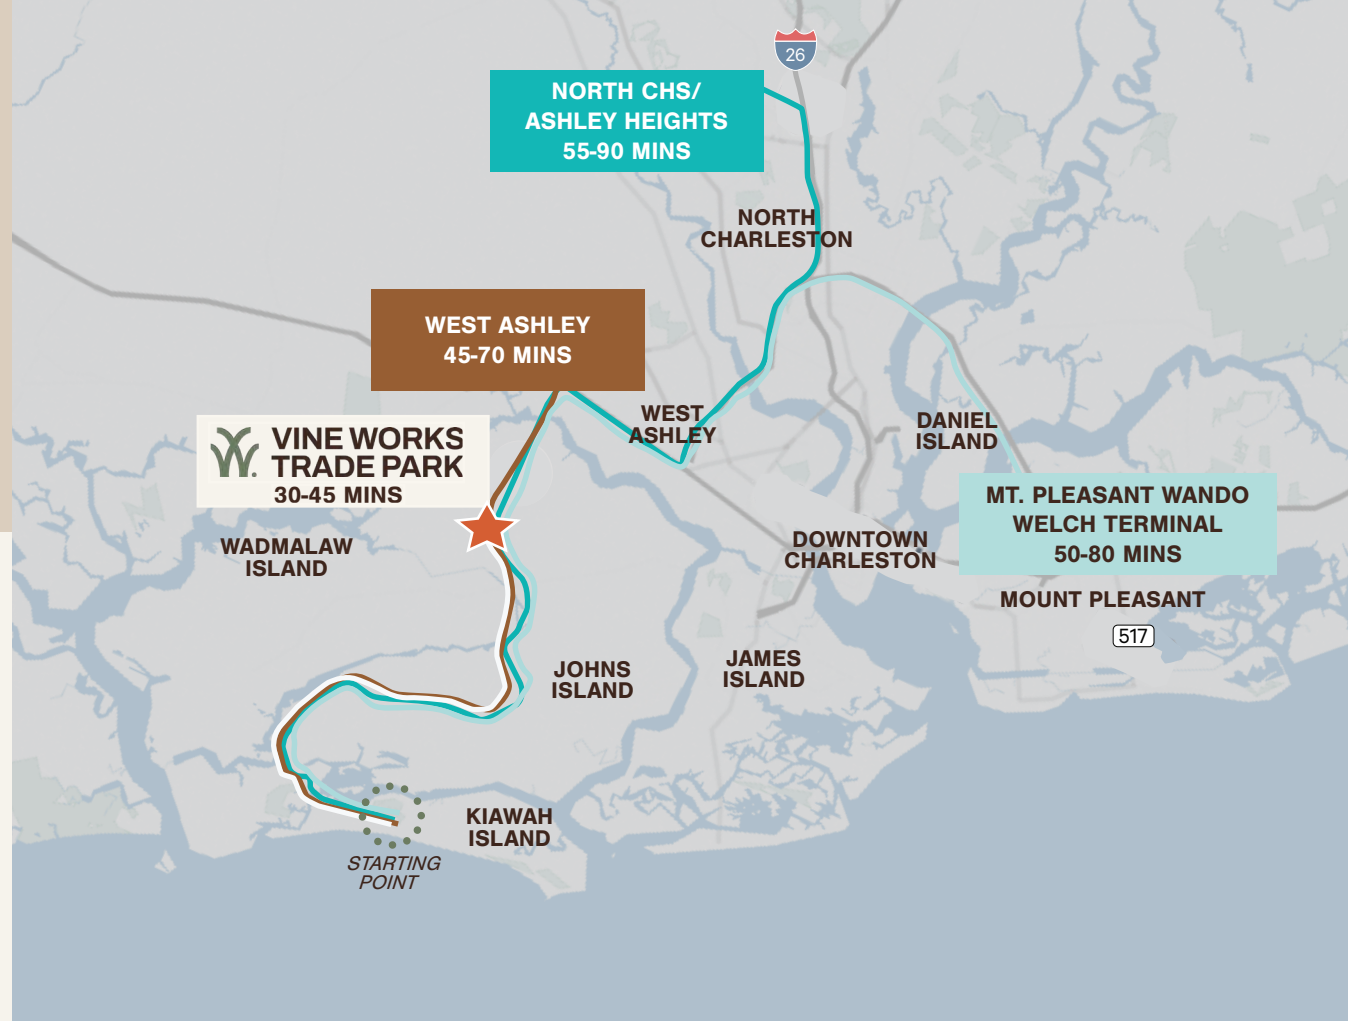 26
NORTH CHS/
ASHLEY HEIGHTS
55-90 MINS
NORTH
CHARLESTON
WEST ASHLEY
45-70 MINS
WEST
ASHLEY
DANIEL
ISLAND
VINE WORKS
TRADE PARK
30-45 MINS
MT. PLEASANT WANDO
WELCH TERMINAL
50-80 MINS
WADMALAW
ISLAND
DOWNTOWN
CHARLESTON
MOUNT PLEASANT
517
JOHNS
ISLAND
JAMES
ISLAND
KIAWAH
ISLAND
STARTING
POINT